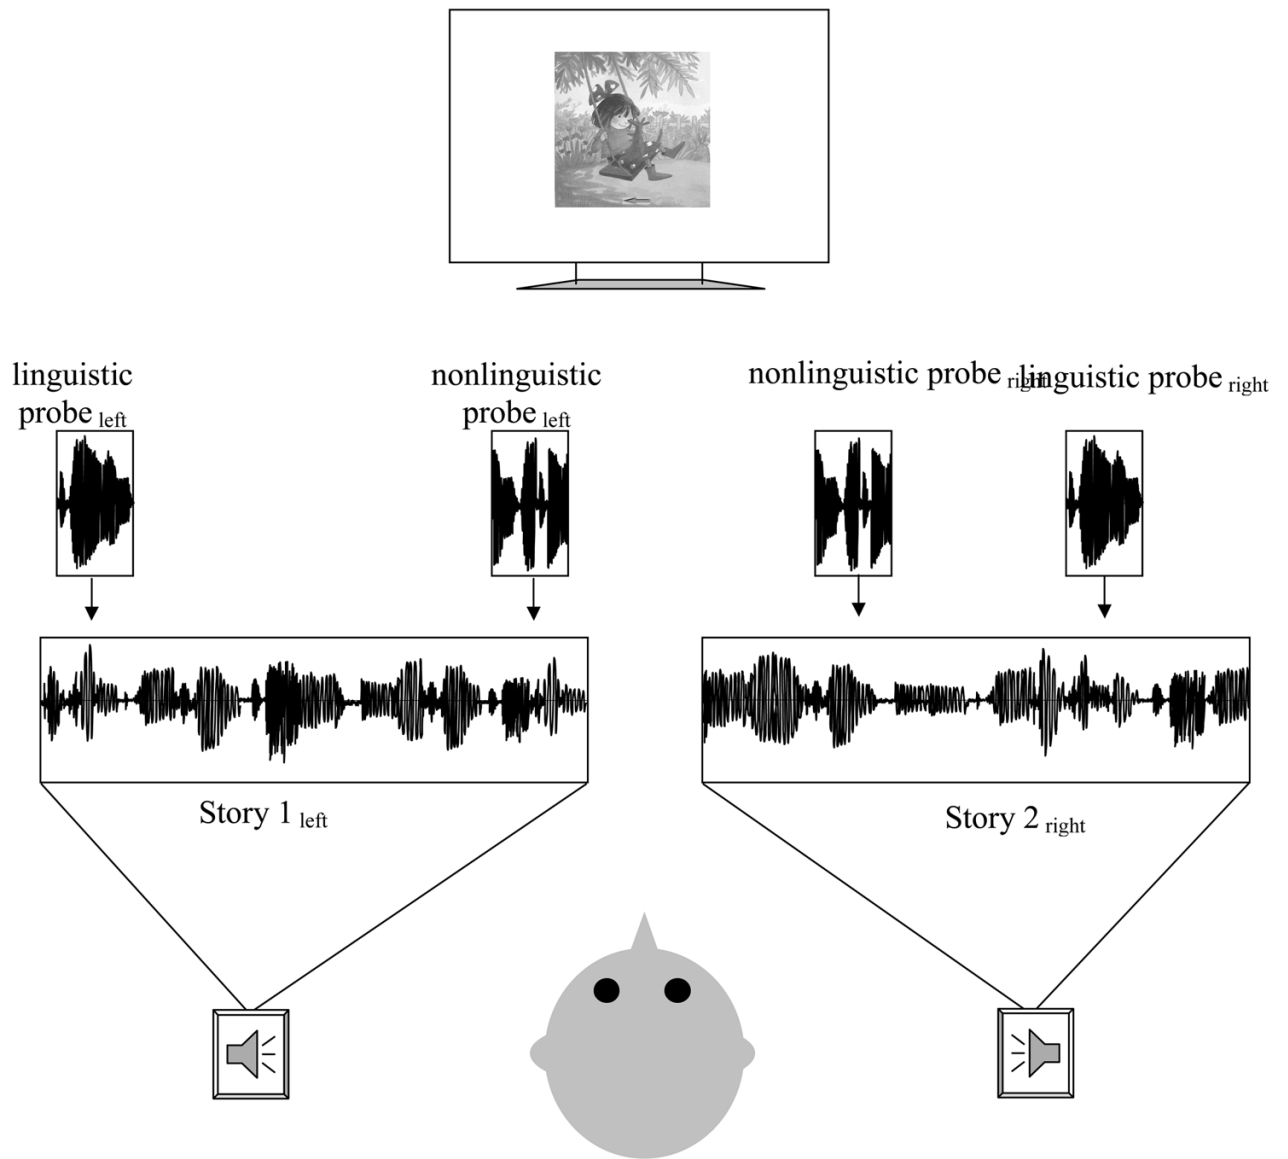 linguistic
probe left
nonlinguistic
probe left
nonlinguistic probe right
linguistic probe right
Story 1 left
Story 2 right